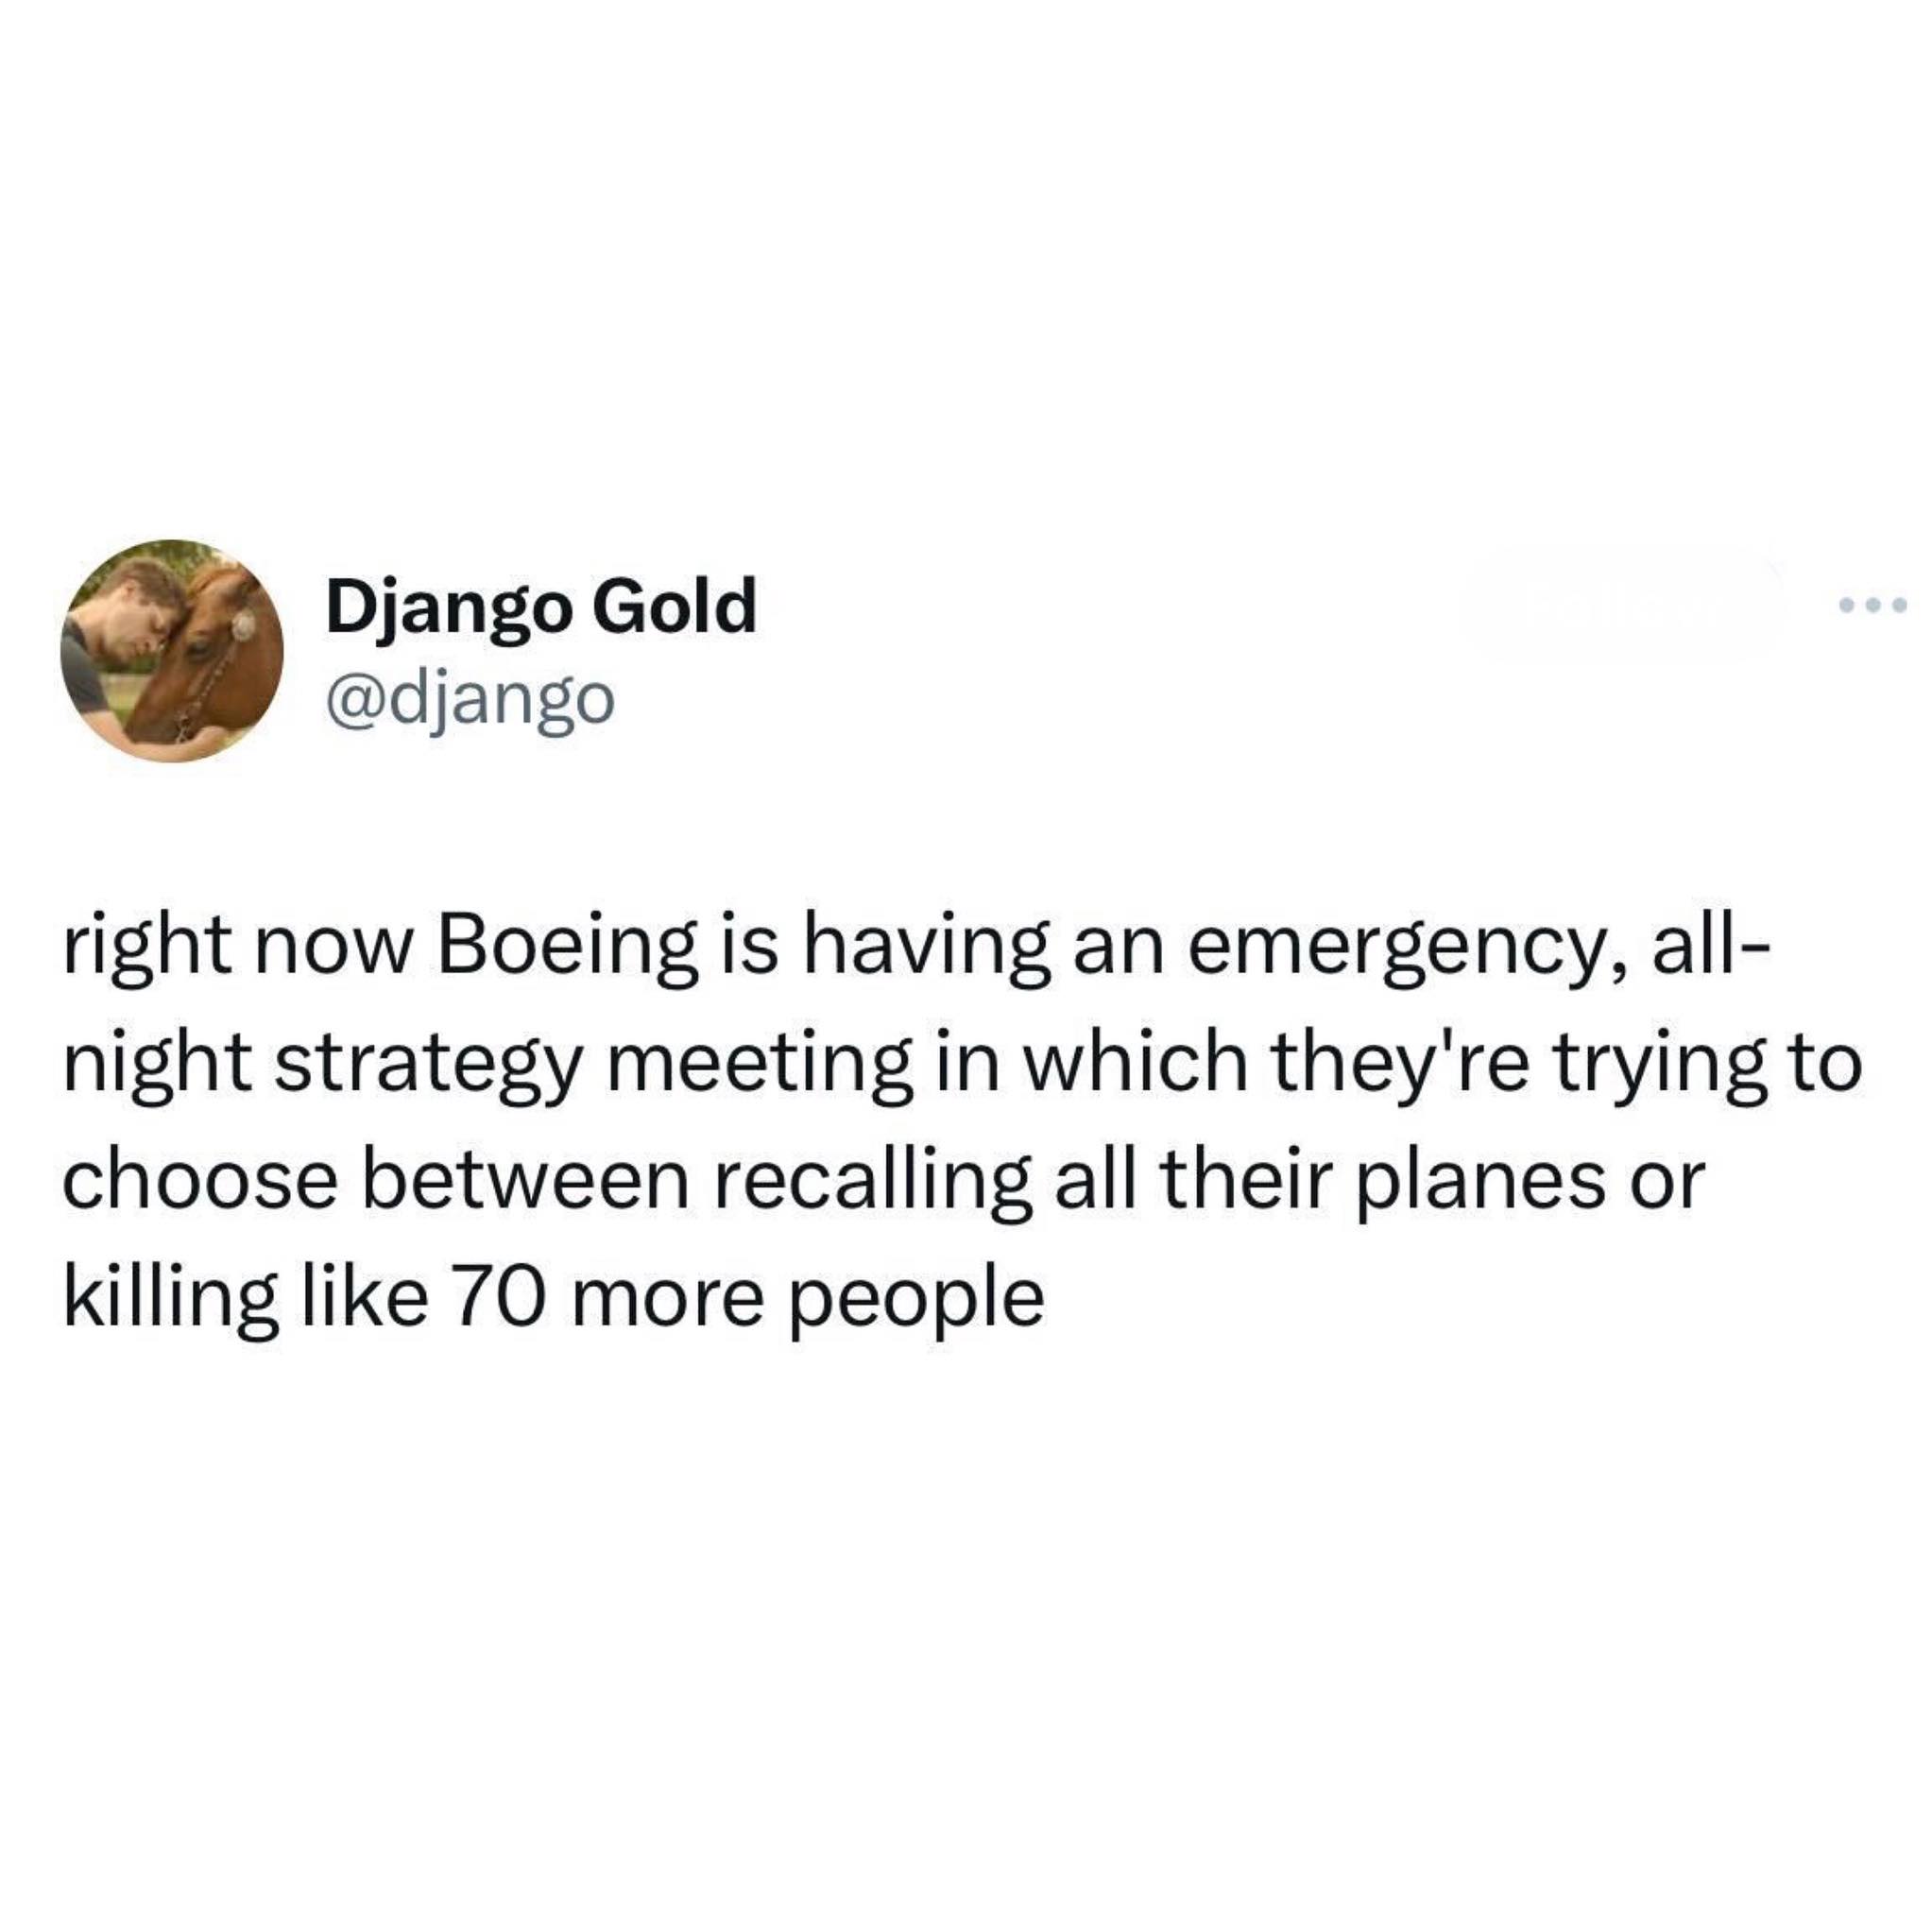 Django Gold
@django
right now Boeing is having an emergency, all-
night strategy meeting in which they're trying to
choose between recalling all their planes or
killing like 70 more people